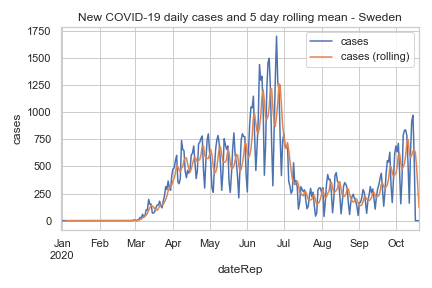 New COVID-19 daily cases and 5 day rolling mean - Sweden
cases
cases (rolling)
1750
1500
1250
1000
750
500
250
0
cases
Jan Feb Mar Apr May Jun Jul Aug Sep Oct
2020
dateRep